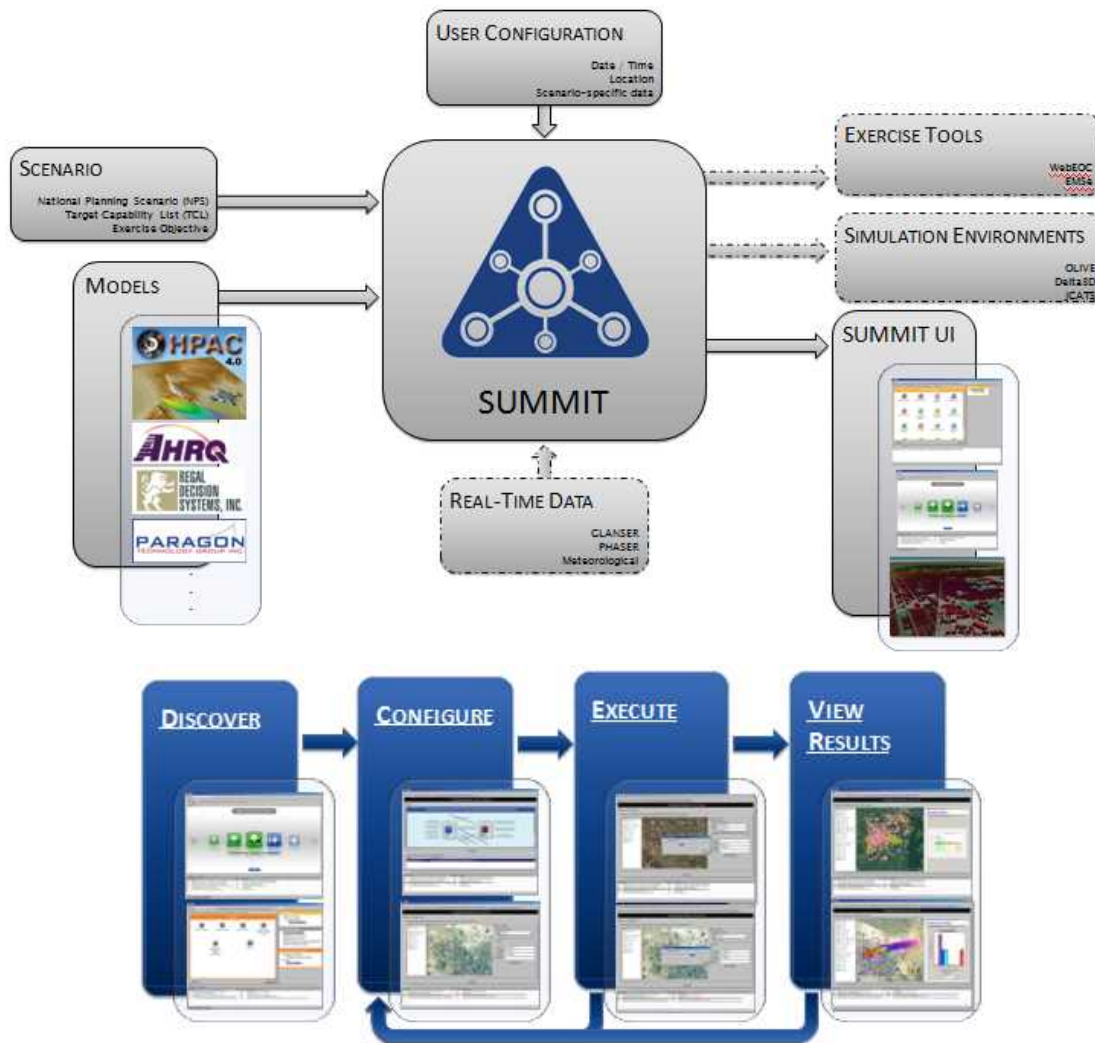 USER CONFIGURATION
Date / Time
Location
Scenario-specific data
SCENARIO
National Planning Scenario (NPS)
Target Capability List (TCL)
Exercise Objective
EXERCISE TOOLS
WebEOC
EMSe
SIMULATION ENVIRONMENTS
OLIVE
Delta3D
JCATS
MODELS
HPAC
4.0
AHRQ
REGAL
DECISION
SYSTEMS, INC.
PARAGON
TECHNOLOGY GROUP INC
SUMMIT
SUMMIT UI
REAL-TIME DATA
GLANSER
PHASER
Meteorological
DISCOVER
CONFIGURE
EXECUTE
VIEW
RESULTS